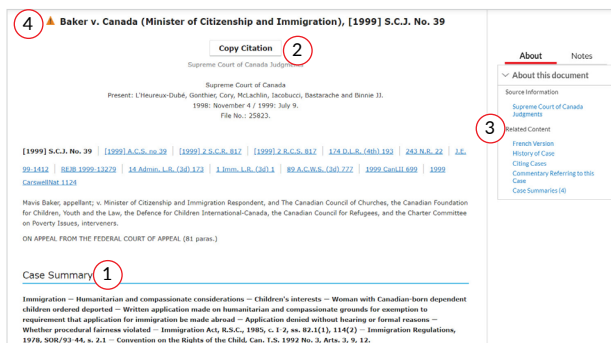 4 Baker v. Canada (Minister of Citizenship and Immigration), [1999] S.C.J. No. 39
Copy Citation 2
Supreme Court of Canada Judgments
Supreme Court of Canada
Present: L'Heureux-Dubé, Gonthier, Cory, McLachlin, Iacobucci, Bastarache and Binnie JJ.
1998: November 4 / 1999: July 9.
File No.: 25823.
[1999] S.C.J. No. 39 | [1999] A.C.S. no 39 | [1999] 2 S.C.R. 817 | [1999] 2 R.C.S. 817 | 174 D.L.R. (4th) 193 | 243 N.R. 22 | J.E.
99-1412 | REJB 1999-13279 | 14 Admin. L.R. (3d) 173 | 1 Imm. L.R. (3d) 1 | 89 A.C.W.S. (3d) 777 | 1999 CanLII 699 | 1999
CarswellNat 1124
Mavis Baker, appellant; v. Minister of Citizenship and Immigration Respondent, and The Canadian Council of Churches, the Canadian Foundation
for Children, Youth and the Law, the Defence for Children International-Canada, the Canadian Council for Refugees, and the Charter Committee
on Poverty Issues, interveners.
ON APPEAL FROM THE FEDERAL COURT OF APPEAL (81 paras.)
Case Summary 1
Immigration — Humanitarian and compassionate considerations — Children's interests — Woman with Canadian-born dependent
children ordered deported — Written application made on humanitarian and compassionate grounds for exemption to
requirement that application for immigration be made abroad — Application denied without hearing or formal reasons —
Whether procedural fairness violated — Immigration Act, R.S.C., 1985, c. I-2, ss. 82.1(1), 114(2) — Immigration Regulations,
1978, SOR/93-44, s. 2.1 — Convention on the Rights of the Child, Can. T.S. 1992 No. 3, Arts. 3, 9, 12.
About Notes
About this document
Source Information
Supreme Court of Canada
Judgments
3 Related Content
French Version
History of Case
Citing Cases
Commentary Referring to this
Case
Case Summaries (4)